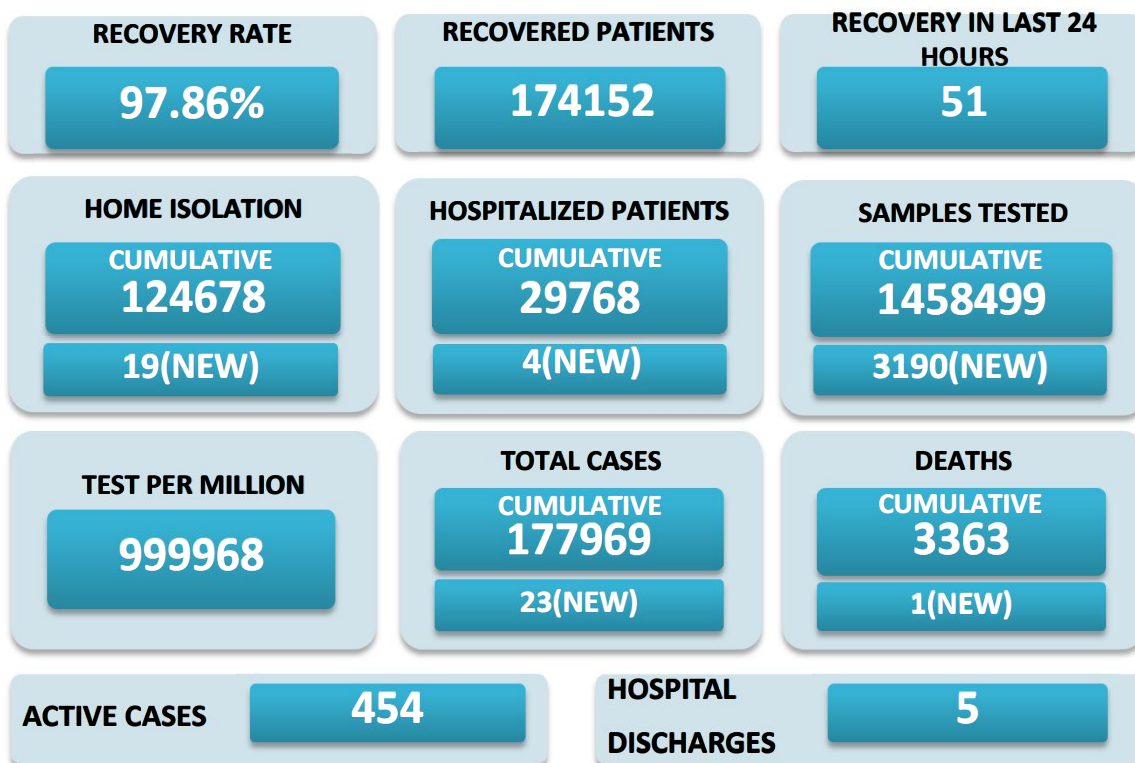 RECOVERY RATE
97.86%
RECOVERED PATIENTS
174152
RECOVERY IN LAST 24
HOURS
51
HOME ISOLATION
CUMULATIVE
124678
19(NEW)
HOSPITALIZED PATIENTS
CUMULATIVE
29768
4(NEW)
SAMPLES TESTED
CUMULATIVE
1458499
3190(NEW)
TEST PER MILLION
999968
TOTAL CASES
CUMULATIVE
177969
23(NEW)
DEATHS
CUMULATIVE
3363
1(NEW)
ACTIVE CASES
454
HOSPITAL
DISCHARGES
5